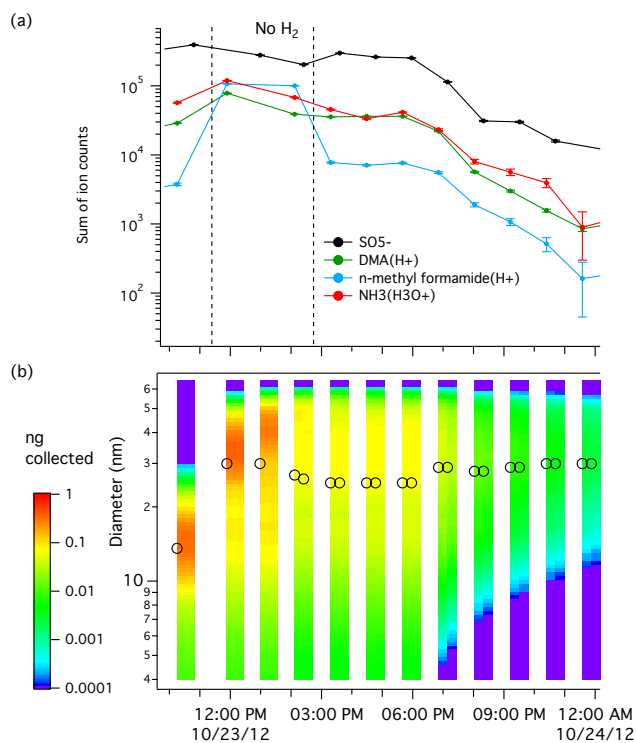 (a)
No H2
10^5
10^4
10^3
10^2
Sum of ion counts
SO5-
DMA(H+)
n-methyl formamide(H+)
NH3(H3O+)
(b)
ng
collected
1
0.1
0.01
0.001
0.0001
Diameter (nm)
6
5
4
3
2
10
9
8
7
6
5
4
12:00 PM 03:00 PM 06:00 PM 09:00 PM 12:00 AM
10/23/12 10/24/12